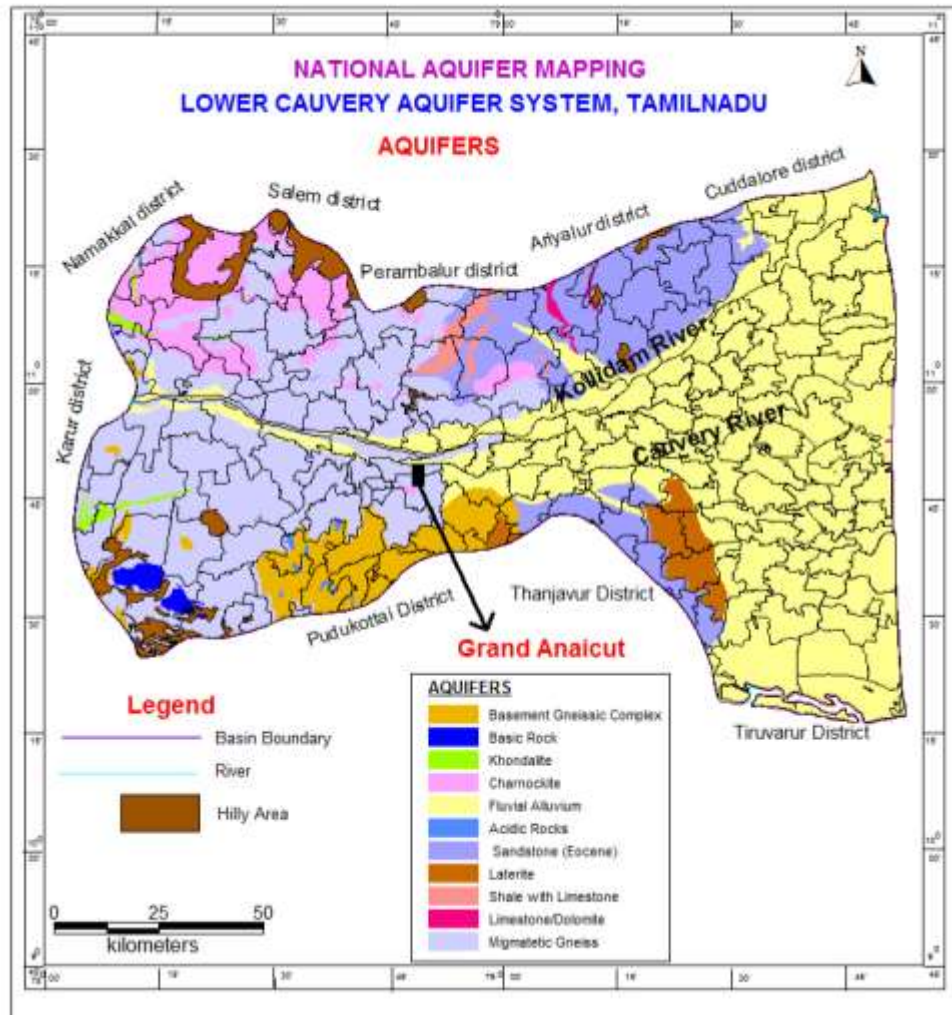 NATIONAL AQUIFER MAPPING
LOWER CAUVERY AQUIFER SYSTEM, TAMILNADU
AQUIFERS
N
Namakkal district
Salem district
Perambalur district
Ariyalur district
Cuddalore district
Karur district
Kollidam River
Cauvery River
Pudukottai District
Thanjavur District
Tiruvarur District
Grand Anaicut
Legend
Basin Boundary
River
Hilly Area
0 25 50
kilometers
AQUIFERS
Basement Gneissic Complex
Basic Rock
Khondalite
Charnockite
Fluvial Alluvium
Acidic Rocks
Sandstone (Eocene)
Laterite
Shale with Limestone
Limestone/Dolomite
Migmatetic Gneiss